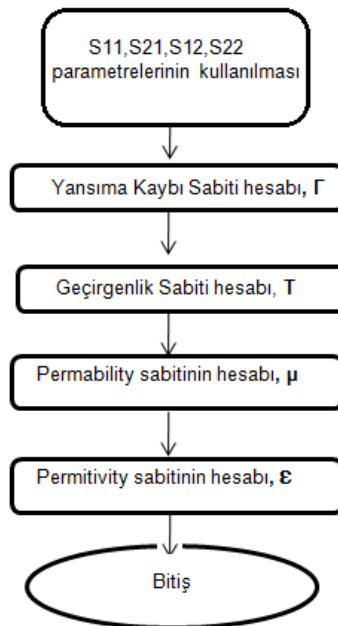 S11,S21,S12,S22
parametrelerinin kullanılması
Yansıma Kaybı Sabiti hesabı, Γ
Geçirgenlik Sabiti hesabı, T
Permability sabitinin hesabı, μ
Permitivity sabitinin hesabı, ε
Bitiş